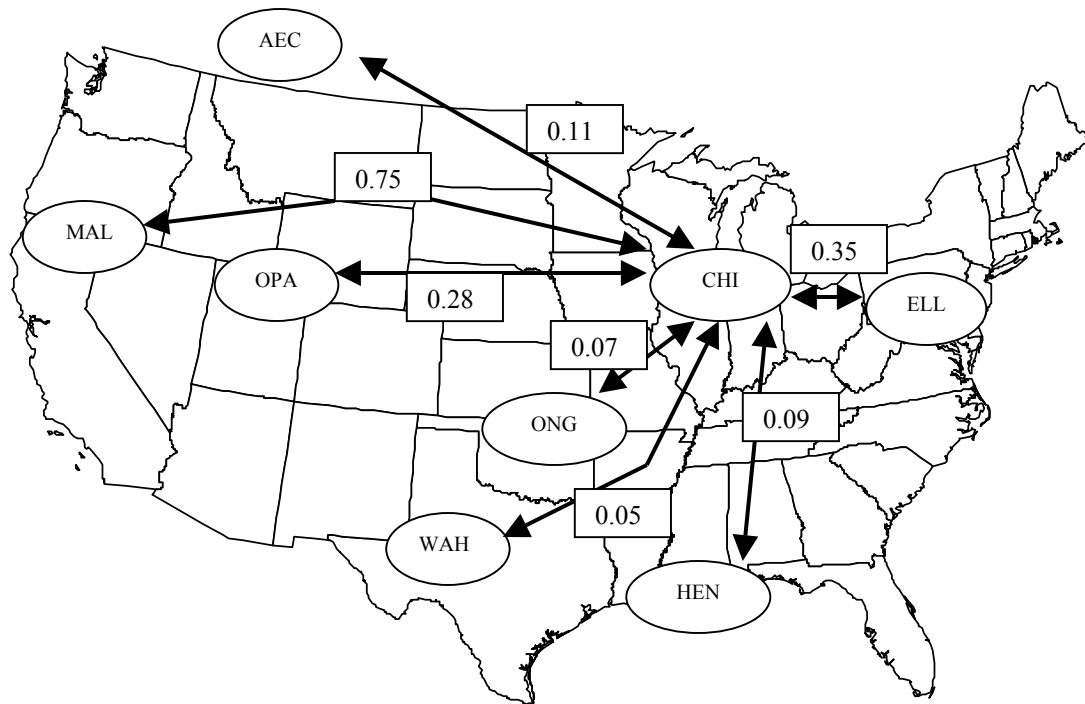 AEC
0.11
0.75
MAL
OPA
0.28
CHI
0.35
ELL
0.07
ONG
0.09
0.05
WAH
HEN